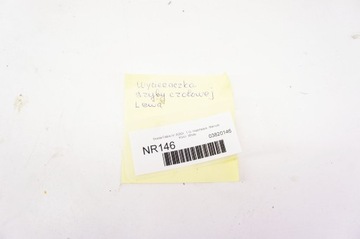 Wycieraczka
szyby czołowej
Lewa
NR146
03820146